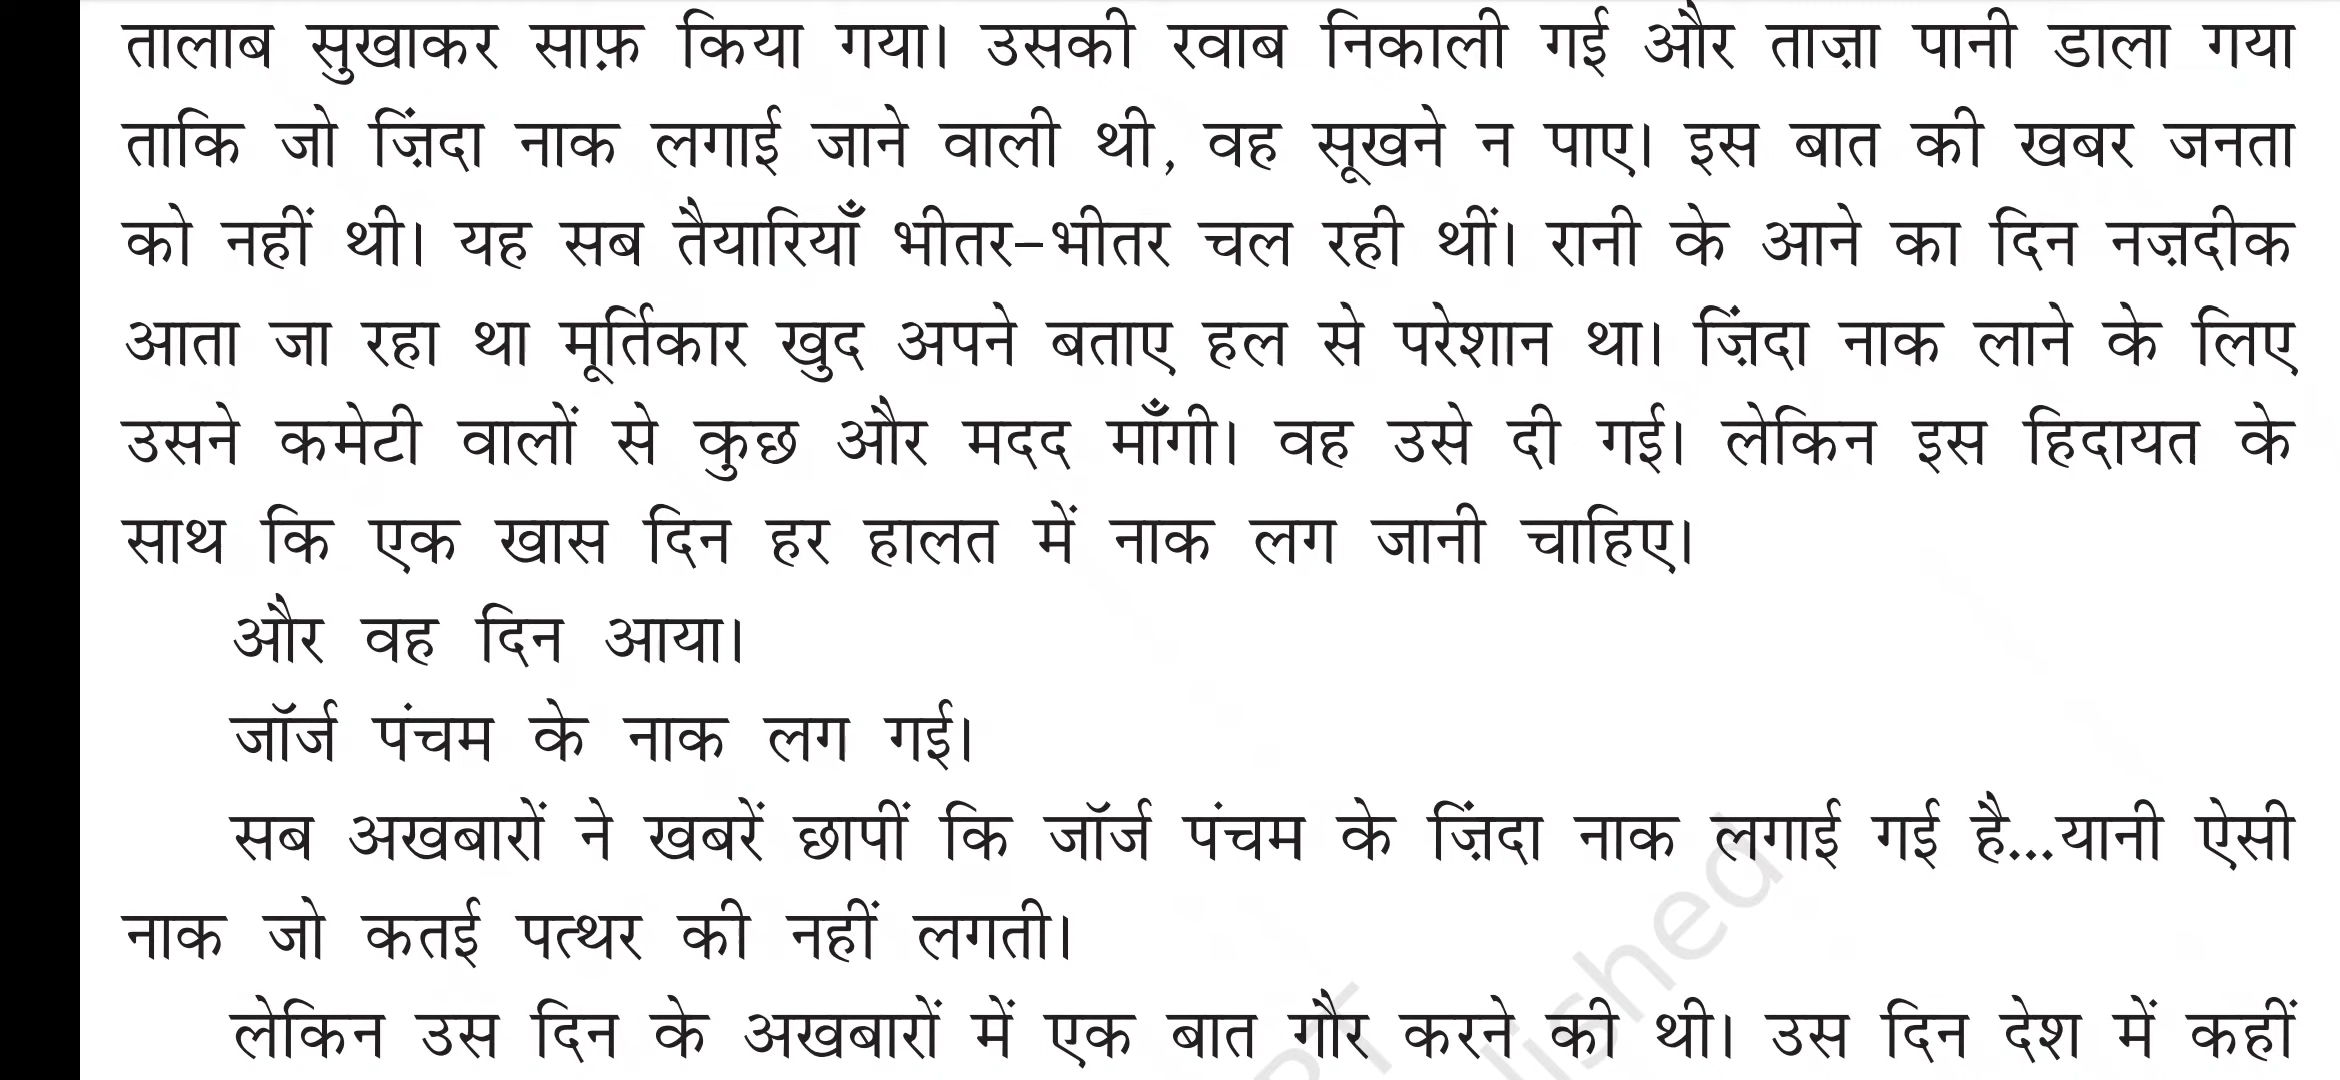 तालाब सुखाकर साफ़ किया गया। उसकी रवाब निकाली गई और ताज़ा पानी डाला गया
ताकि जो ज़िंदा नाक लगाई जाने वाली थी, वह सूखने न पाए। इस बात की खबर जनता
को नहीं थी। यह सब तैयारियाँ भीतर-भीतर चल रही थीं। रानी के आने का दिन नज़दीक
आता जा रहा था मूर्तिकार खुद अपने बताए हल से परेशान था। ज़िंदा नाक लाने के लिए
उसने कमेटी वालों से कुछ और मदद माँगी। वह उसे दी गई। लेकिन इस हिदायत के
साथ कि एक खास दिन हर हालत में नाक लग जानी चाहिए।
और वह दिन आया।
जॉर्ज पंचम के नाक लग गई।
सब अखबारों ने खबरें छापीं कि जॉर्ज पंचम के ज़िंदा नाक लगाई गई है...यानी ऐसी
नाक जो कतई पत्थर की नहीं लगती।
लेकिन उस दिन के अखबारों में एक बात गौर करने की थी। उस दिन देश में कहीं